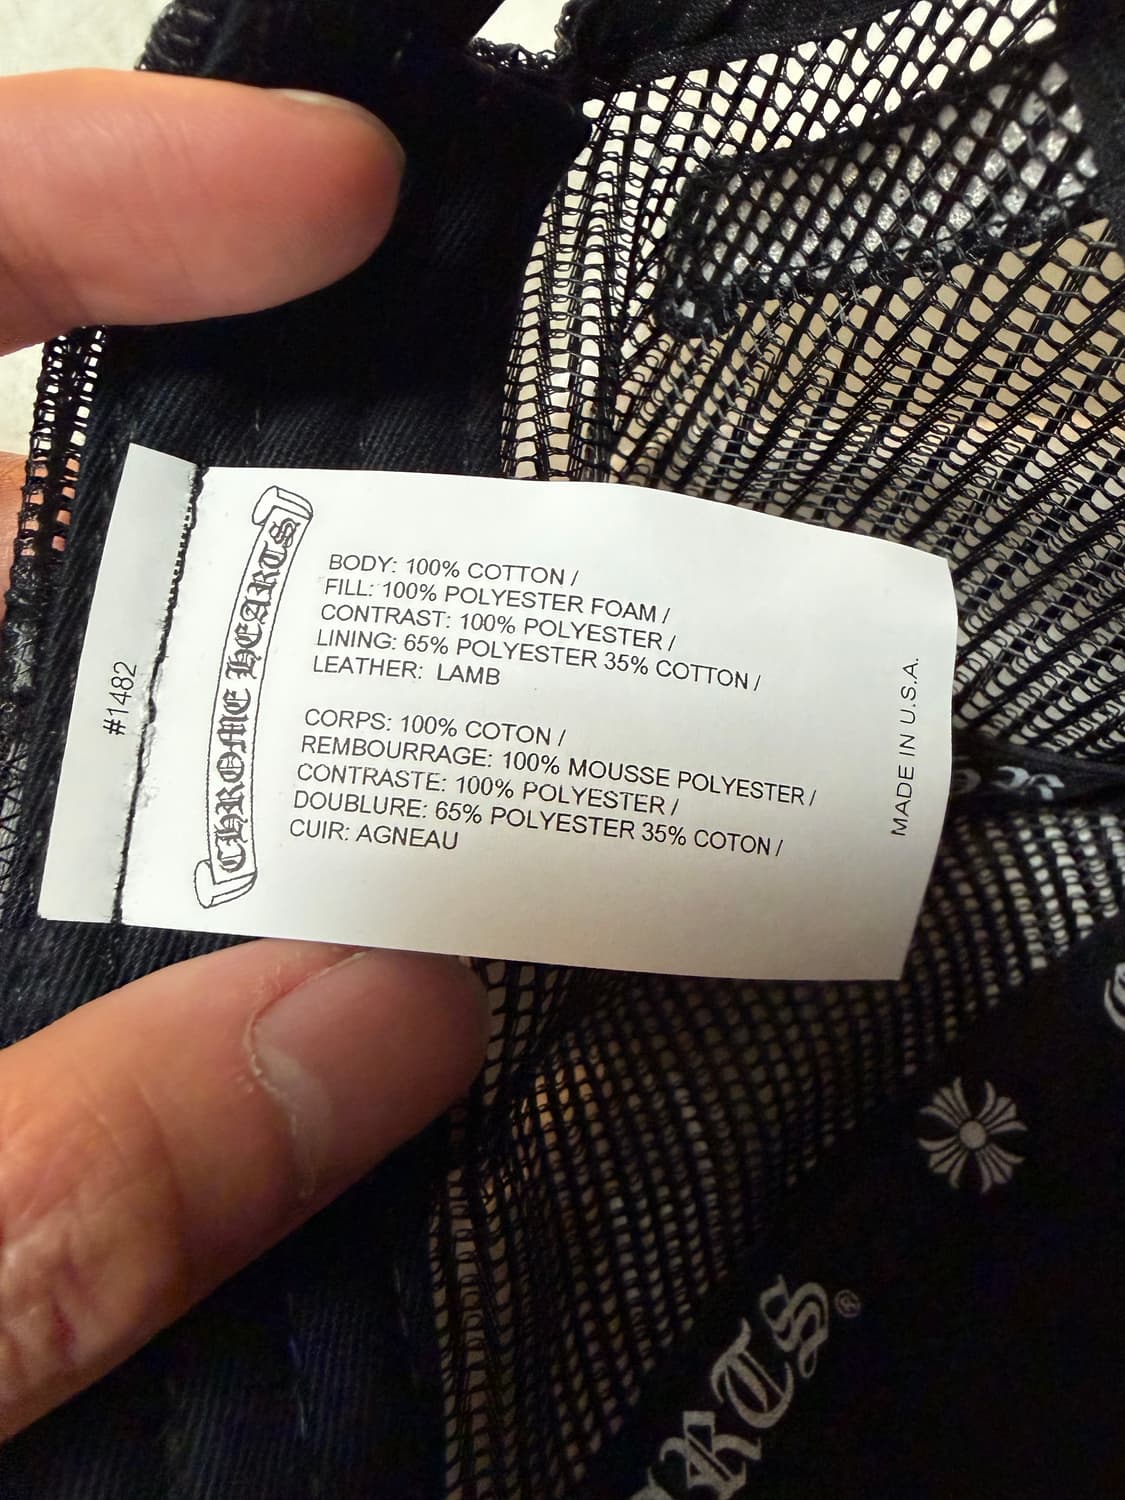 #1482
CHROME HEARTS
BODY: 100% COTTON /
FILL: 100% POLYESTER FOAM /
CONTRAST: 100% POLYESTER /
LINING: 65% POLYESTER 35% COTTON /
LEATHER: LAMB
CORPS: 100% COTON /
REMBOURRAGE: 100% MOUSSE POLYESTER /
CONTRASTE: 100% POLYESTER /
DOUBLURE: 65% POLYESTER 35% COTON /
CUIR: AGNEAU
MADE IN U.S.A.
RTS®